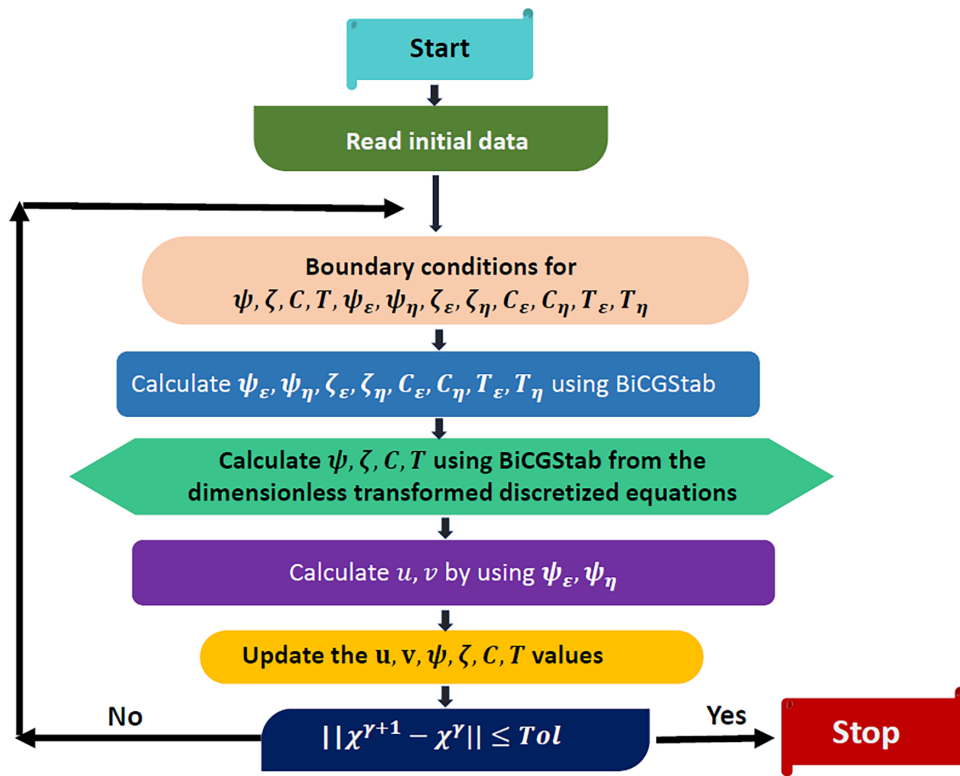 Start
Read initial data
Boundary conditions for
ψ, ζ, C, T, ψ_ε, ψ_η, ζ_ε, ζ_η, C_ε, C_η, T_ε, T_η
Calculate ψ_ε, ψ_η, ζ_ε, ζ_η, C_ε, C_η, T_ε, T_η using BiCGStab
Calculate ψ, ζ, C, T using BiCGStab from the
dimensionless transformed discretized equations
Calculate u, v by using ψ_ε, ψ_η
Update the u, v, ψ, ζ, C, T values
No
||χ^{γ+1} − χ^γ|| ≤ Tol
Yes
Stop